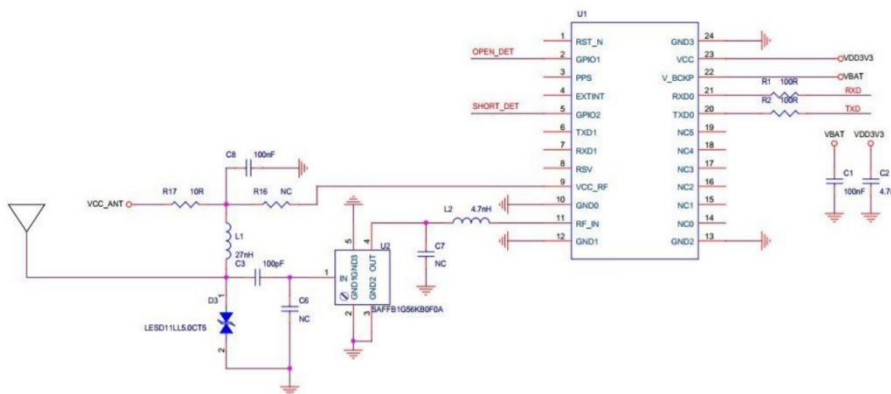 U1
1 RST_N GND3 24
OPEN_DET 2 GPIO1 VCC 23 VDD3V3
3 PPS V_BCKP 22 VBAT
R1 100R
4 EXTINT RXD0 21 RXD
R2 100R
SHORT_DET 5 GPIO2 TXD0 20 TXD
6 TXD1 NC5 19
7 RXD1 NC4 18
8 RSV NC3 17
9 VCC_RF NC2 16
10 GND0 NC1 15
11 RF_IN NC0 14
12 GND1 GND2 13
VBAT VDD3V3
C1 C2
100nF 4.7
C8 100nF
R17 10R R16 NC
VCC_ANT
L1
27nH
C3
100pF
L2 4.7nH
C7
NC
5 4
U2
1 IN GND1 GND3 GND2 OUT
2 3
SAFFB1G56KB0F0A
C6
NC
D3 1
LESD11LL5.0CT5
2